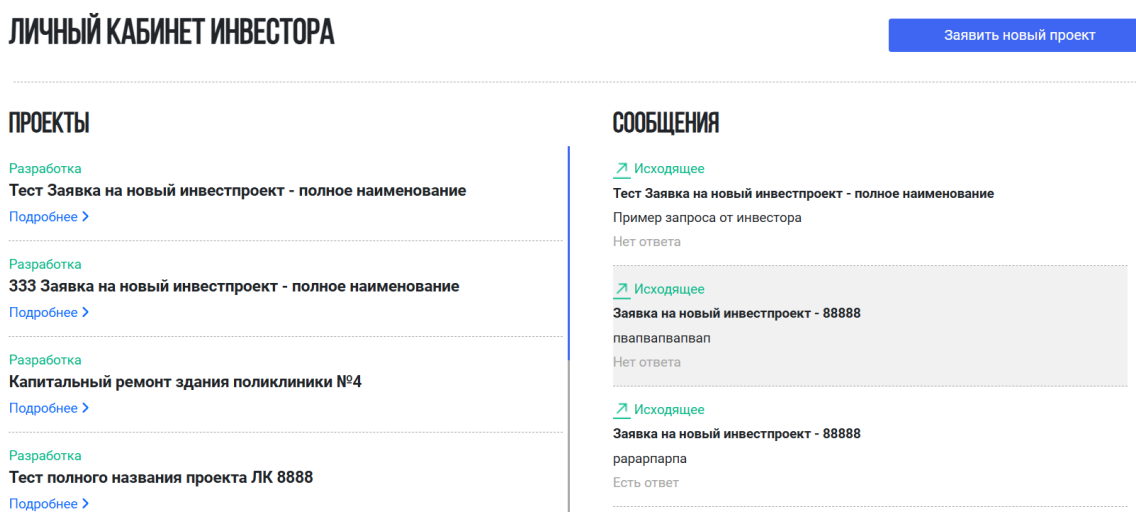 ЛИЧНЫЙ КАБИНЕТ ИНВЕСТОРА
Заявить новый проект
ПРОЕКТЫ
Разработка
Тест Заявка на новый инвестпроект - полное наименование
Подробнее
Разработка
333 Заявка на новый инвестпроект - полное наименование
Подробнее
Разработка
Капитальный ремонт здания поликлиники №4
Подробнее
Разработка
Тест полного названия проекта ЛК 8888
Подробнее
СООБЩЕНИЯ
Исходящее
Тест Заявка на новый инвестпроект - полное наименование
Пример запроса от инвестора
Нет ответа
Исходящее
Заявка на новый инвестпроект - 88888
пвапвапвапвап
Нет ответа
Исходящее
Заявка на новый инвестпроект - 88888
рарарпарпа
Есть ответ